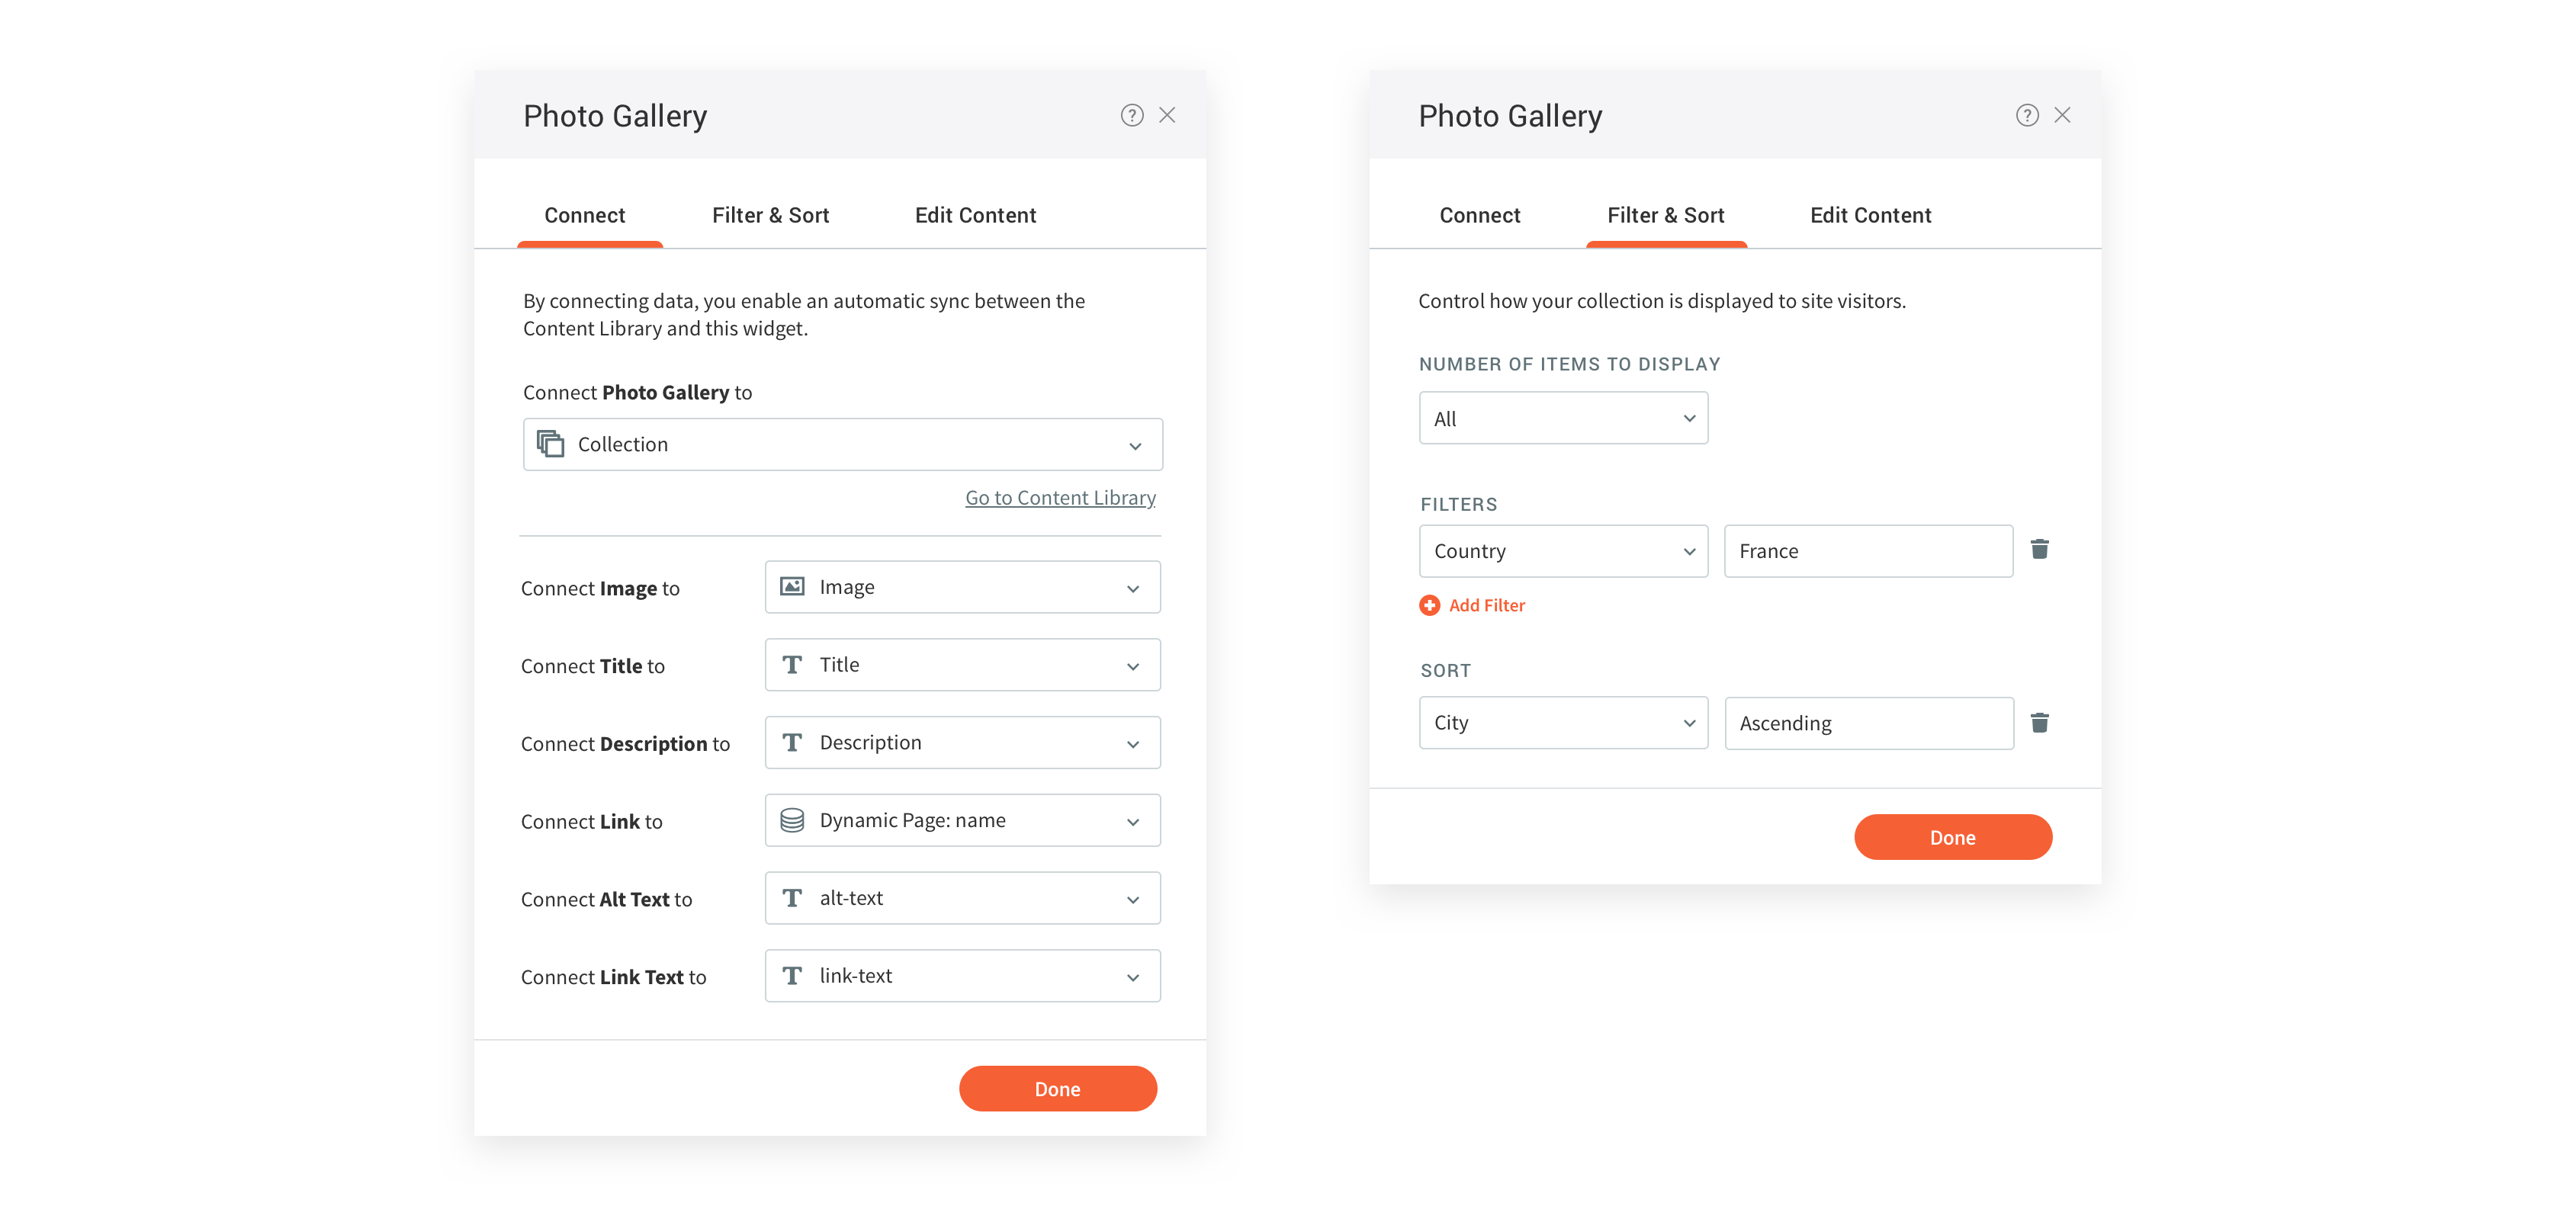 Photo Gallery
Connect Filter & Sort Edit Content
By connecting data, you enable an automatic sync between the
Content Library and this widget.
Connect Photo Gallery to
Collection
Go to Content Library
Connect Image to Image
Connect Title to Title
Connect Description to Description
Connect Link to Dynamic Page: name
Connect Alt Text to alt-text
Connect Link Text to link-text
Done
Photo Gallery
Connect Filter & Sort Edit Content
Control how your collection is displayed to site visitors.
NUMBER OF ITEMS TO DISPLAY
All
FILTERS
Country France
Add Filter
SORT
City Ascending
Done